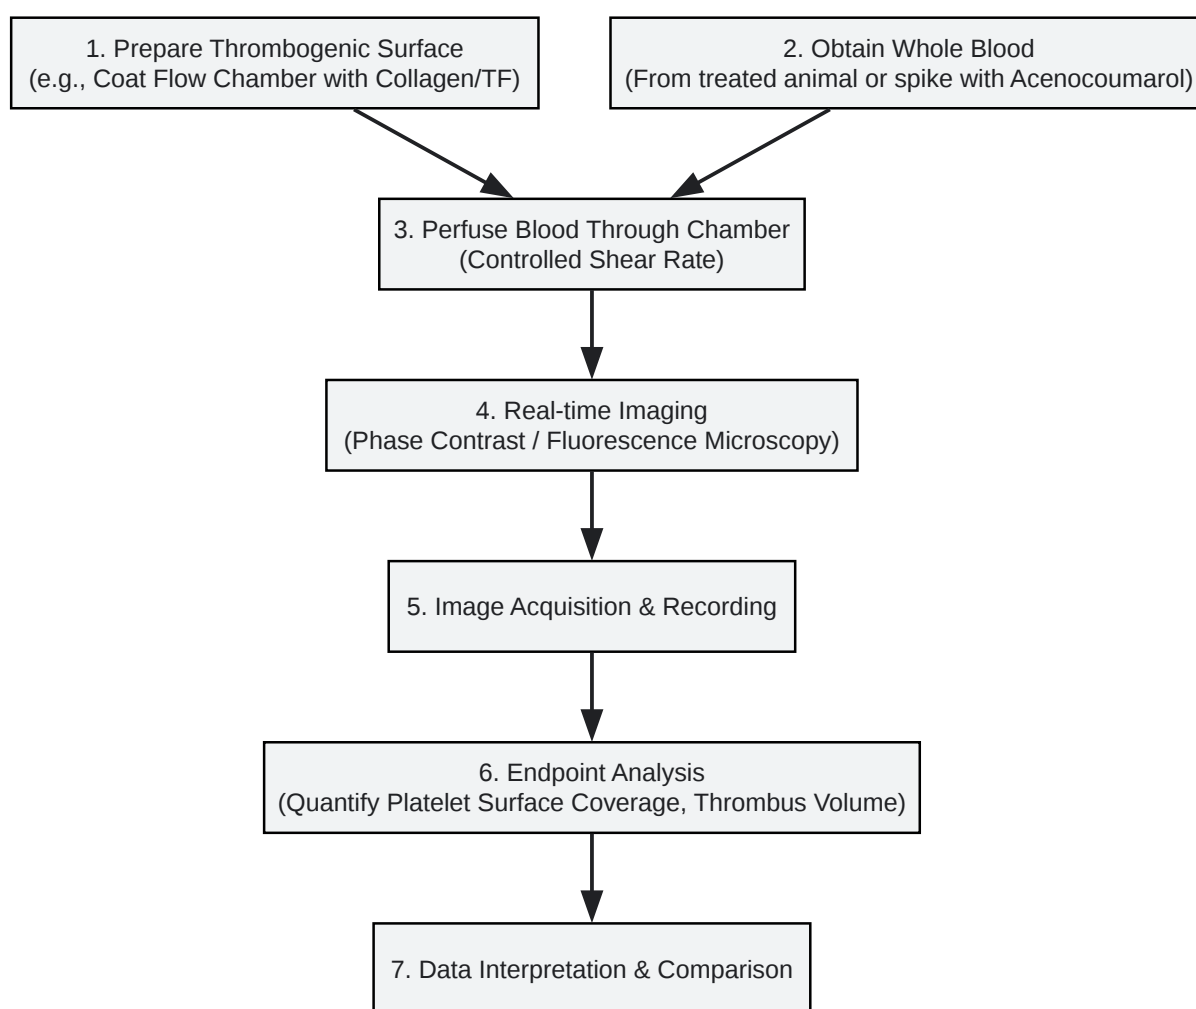 1. Prepare Thrombogenic Surface
(e.g., Coat Flow Chamber with Collagen/TF)
2. Obtain Whole Blood
(From treated animal or spike with Acenocoumarol)
3. Perfuse Blood Through Chamber
(Controlled Shear Rate)
4. Real-time Imaging
(Phase Contrast / Fluorescence Microscopy)
5. Image Acquisition & Recording
6. Endpoint Analysis
(Quantify Platelet Surface Coverage, Thrombus Volume)
7. Data Interpretation & Comparison